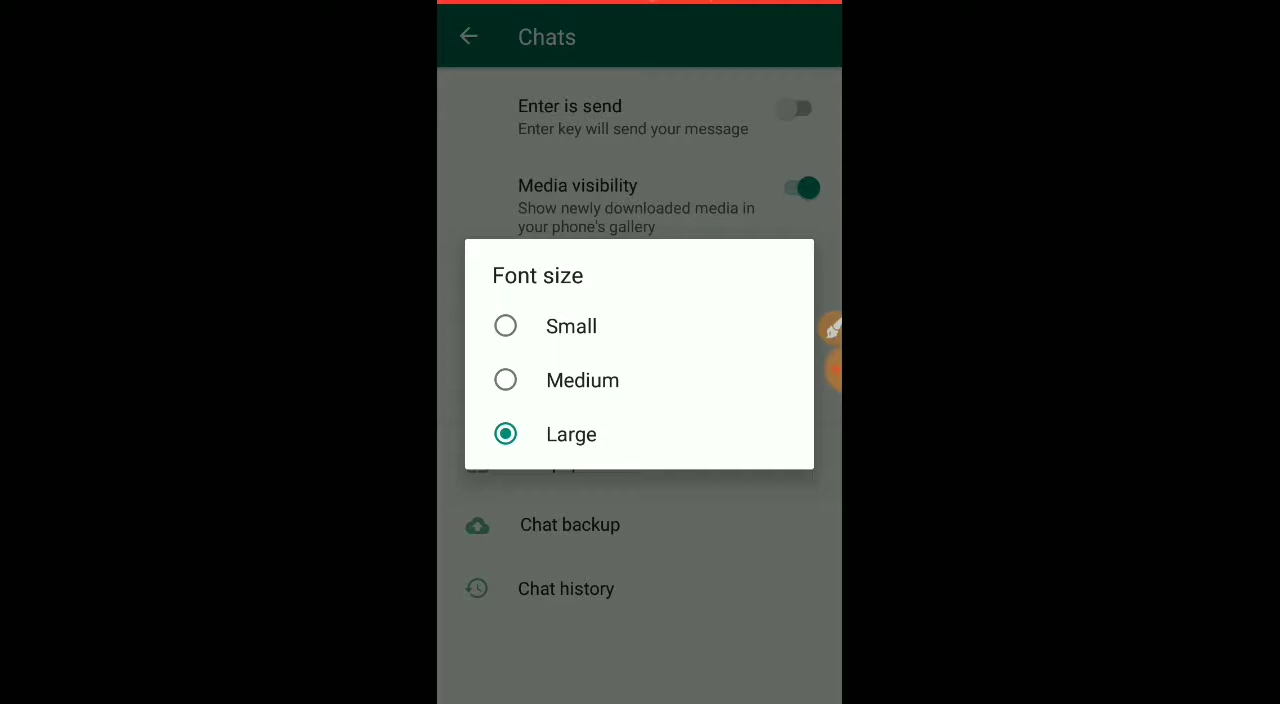 Chats
Enter is send
Enter key will send your message
Media visibility
Show newly downloaded media in
your phone's gallery
Font size
Small
Medium
Large
Chat backup
Chat history